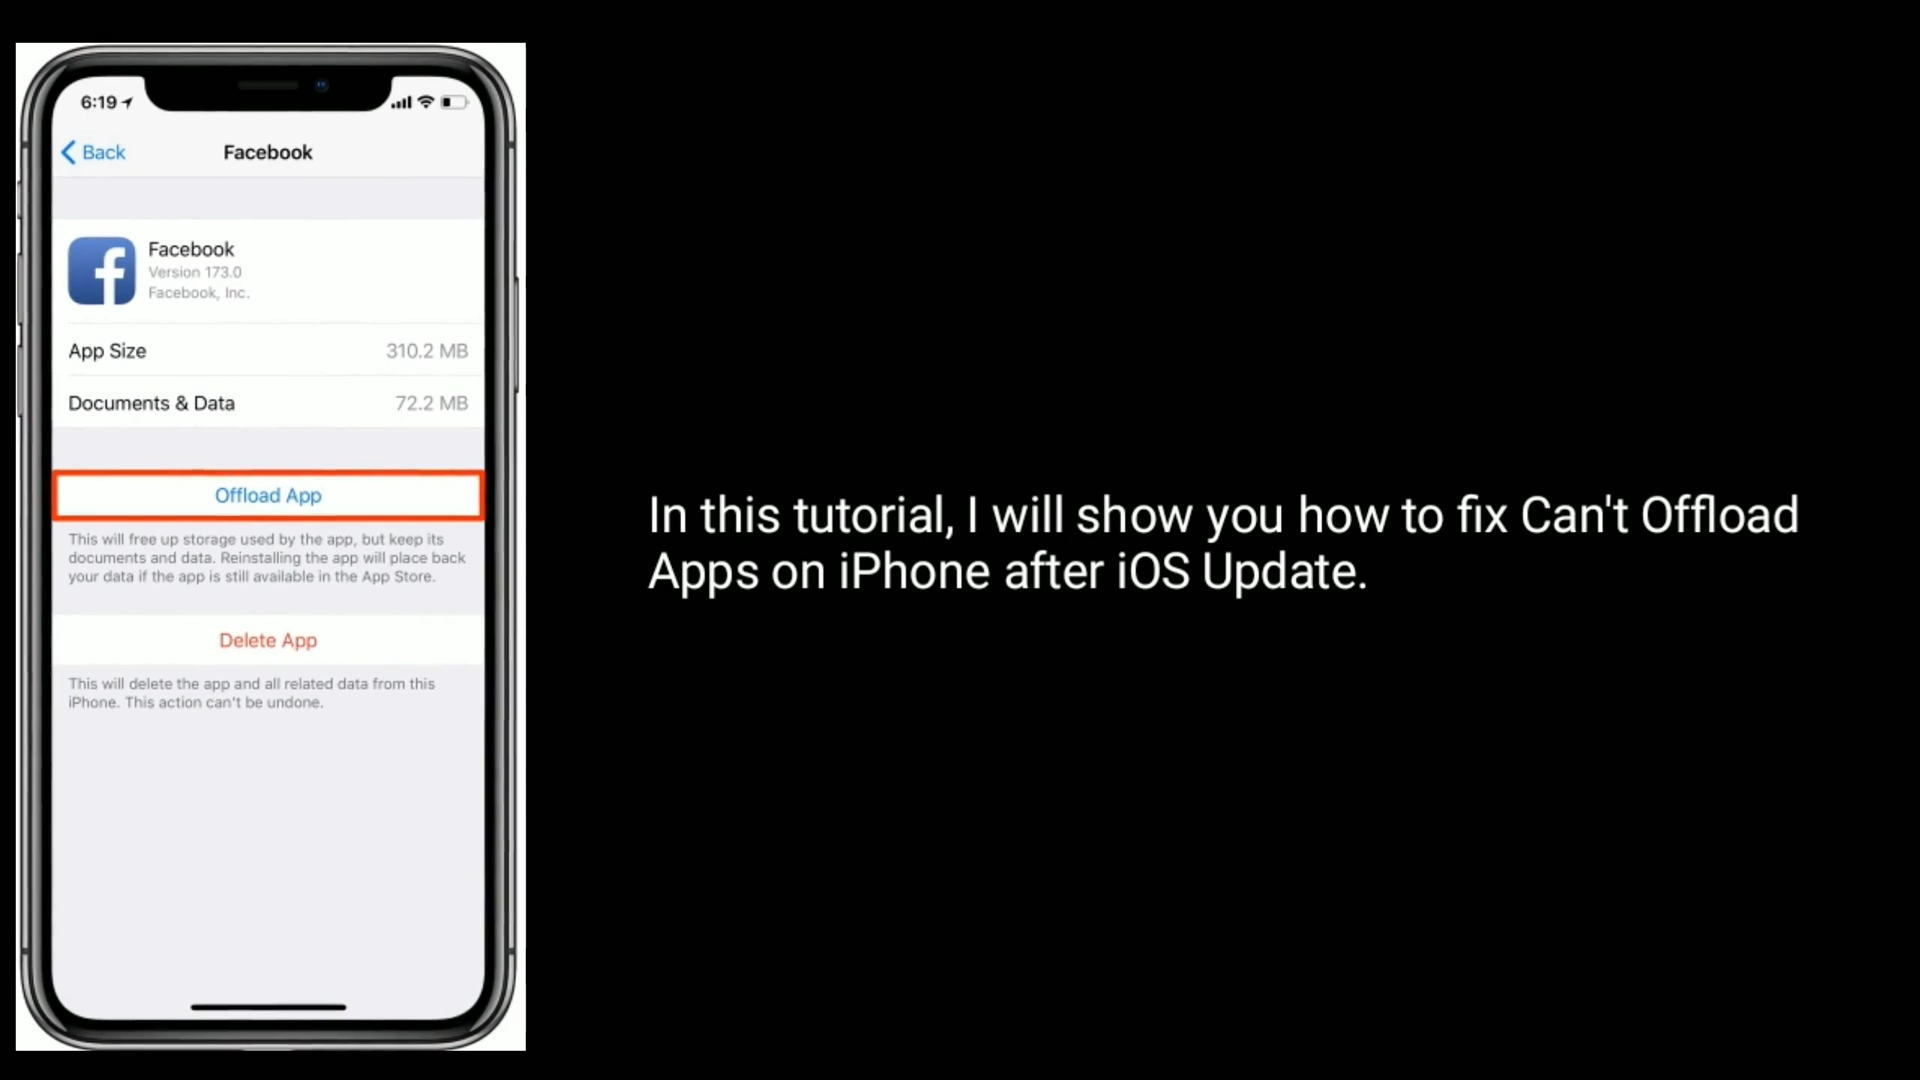 6:19
Back
Facebook
Facebook
Version 173.0
Facebook, Inc.
App Size 310.2 MB
Documents & Data 72.2 MB
Offload App
This will free up storage used by the app, but keep its
documents and data. Reinstalling the app will place back
your data if the app is still available in the App Store.
Delete App
This will delete the app and all related data from this
iPhone. This action can't be undone.
In this tutorial, I will show you how to fix Can't Offload
Apps on iPhone after iOS Update.